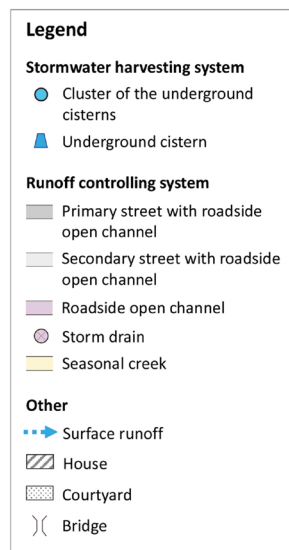 Legend
Stormwater harvesting system
Cluster of the underground
cisterns
Underground cistern
Runoff controlling system
Primary street with roadside
open channel
Secondary street with roadside
open channel
Roadside open channel
Storm drain
Seasonal creek
Other
Surface runoff
House
Courtyard
Bridge